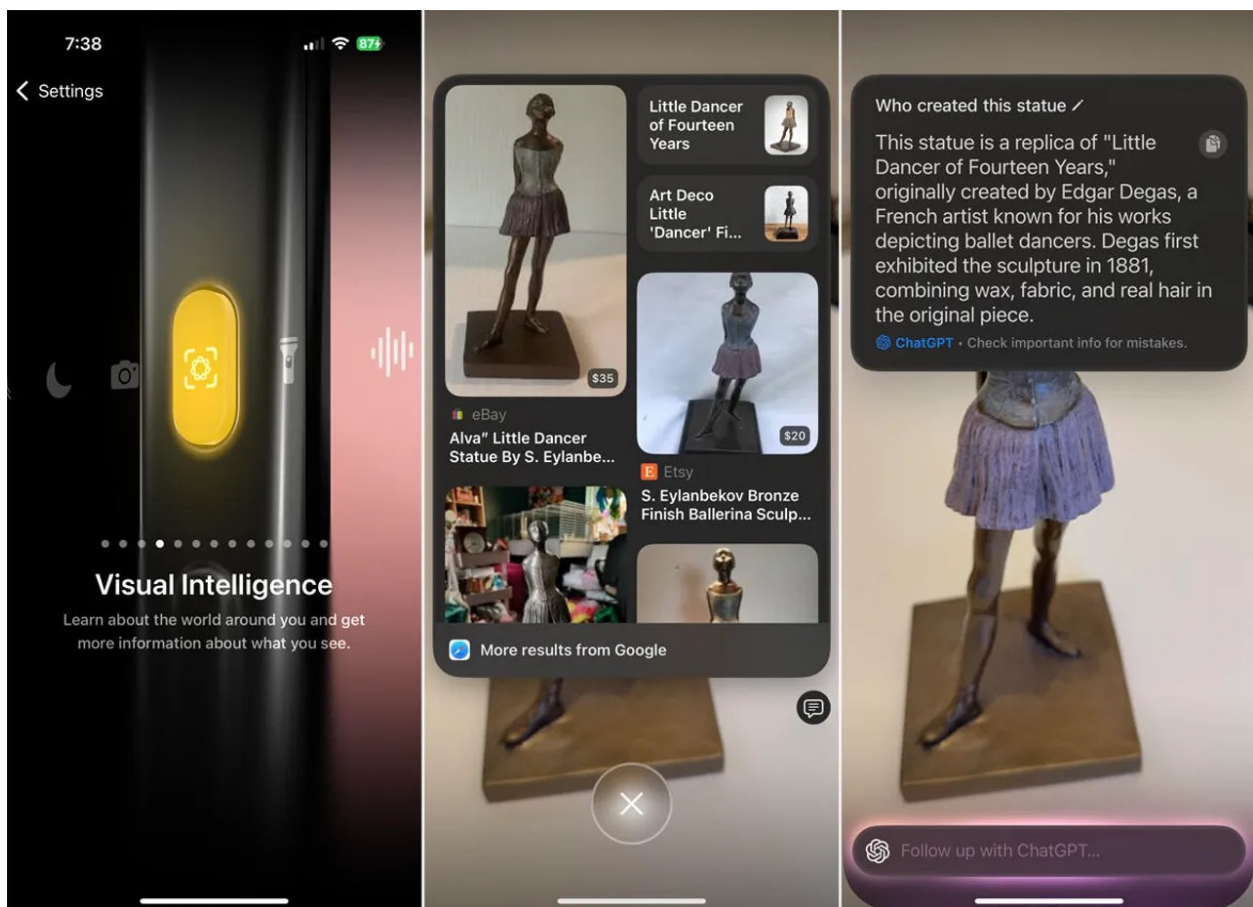 7:38
87
Settings
Visual Intelligence
Learn about the world around you and get
more information about what you see.
Little Dancer
of Fourteen
Years
Art Deco
Little
'Dancer' Fi...
$35
eBay
Alva” Little Dancer
Statue By S. Eylanbe...
$20
E Etsy
S. Eylanbekov Bronze
Finish Ballerina Sculp...
More results from Google
Who created this statue
This statue is a replica of "Little
Dancer of Fourteen Years,"
originally created by Edgar Degas, a
French artist known for his works
depicting ballet dancers. Degas first
exhibited the sculpture in 1881,
combining wax, fabric, and real hair in
the original piece.
ChatGPT • Check important info for mistakes.
Follow up with ChatGPT...